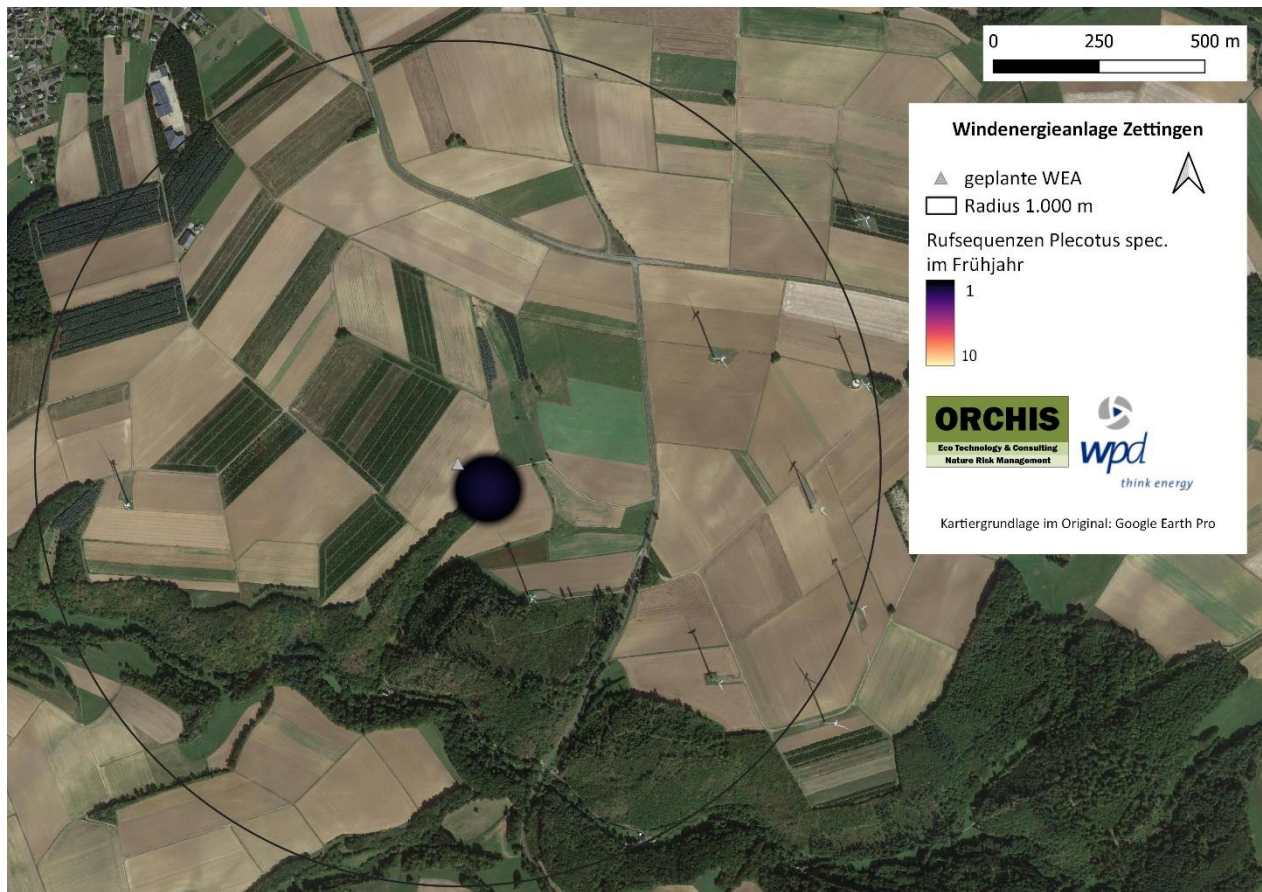 0 250 500 m
Windenergieanlage Zettingen
geplante WEA
Radius 1.000 m
Rufsequenzen Plecotus spec.
im Frühjahr
1
10
ORCHIS
Eco Technology & Consulting
Nature Risk Management
wpd
think energy
Kartiergrundlage im Original: Google Earth Pro